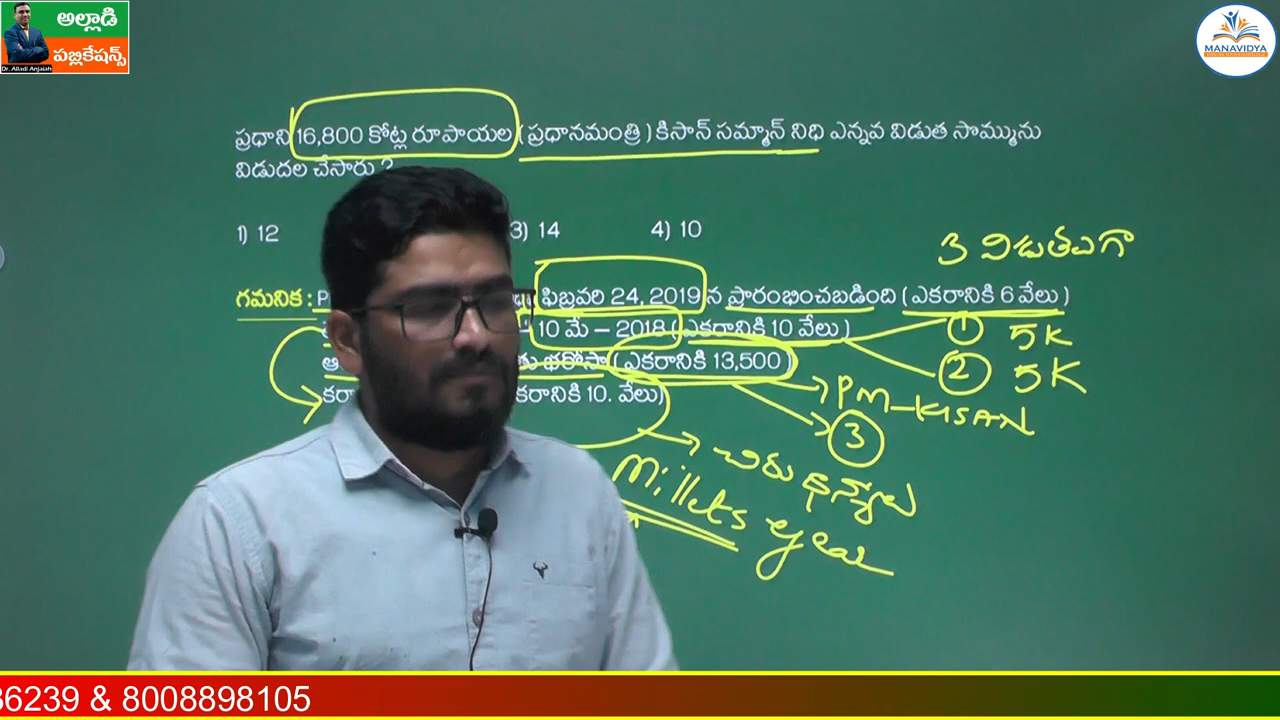 అల్లాడి
పబ్లికేషన్స్
Dr. Alladi Anjaiah
MANAVIDYA
ప్రధాని 16,800 కోట్ల రూపాయల ( ప్రధానమంత్రి ) కిసాన్ సమ్మాన్ నిధి ఎన్నవ విడుత సొమ్మును
విడుదల చేసారు ?
1) 12 3) 14 4) 10
3 విడుతలుగా
గమనిక : ఫిబ్రవరి 24, 2019 న ప్రారంభించబడింది ( ఎకరానికి 6 వేలు )
- 10 మే – 2018 ( ఎకరానికి 10 వేలు ) 1 5K
భరోసా ( ఎకరానికి 13,500 ) 2 5K
ఎకరానికి 10. వేలు) PM-KISAN
3
చిరు ధాన్యాలు
Millets year
36239 & 8008898105